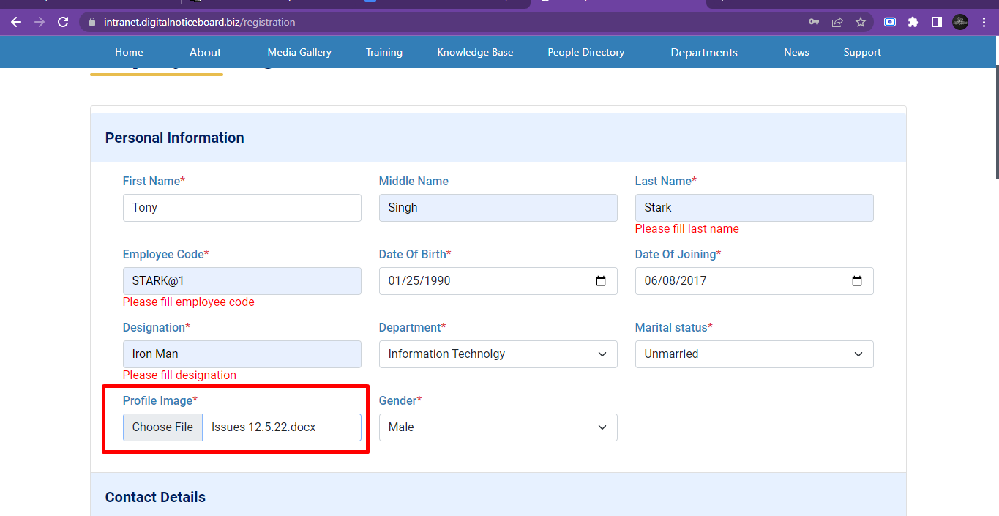 intranet.digitalnoticeboard.biz/registration
Home About Media Gallery Training Knowledge Base People Directory Departments News Support
Personal Information
First Name* Middle Name Last Name*
Tony Singh Stark
Please fill last name
Employee Code* Date Of Birth* Date Of Joining*
STARK@1 01/25/1990 06/08/2017
Please fill employee code
Designation* Department* Marital status*
Iron Man Information Technolgy Unmarried
Please fill designation
Profile Image* Gender*
Choose File Issues 12.5.22.docx Male
Contact Details